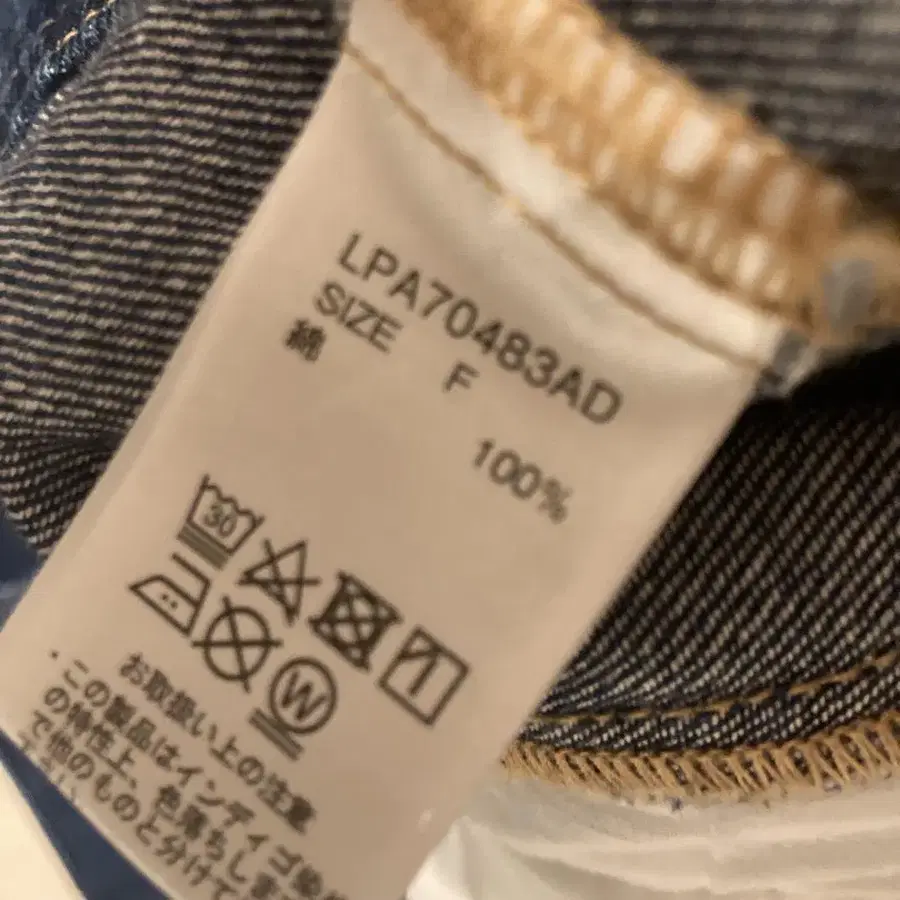 LPA70483AD
SIZE F
綿 100%
30
W
お取扱い上の注意
・この製品はインディゴ染
の特性上、色落ちしま
で他のものと分けて